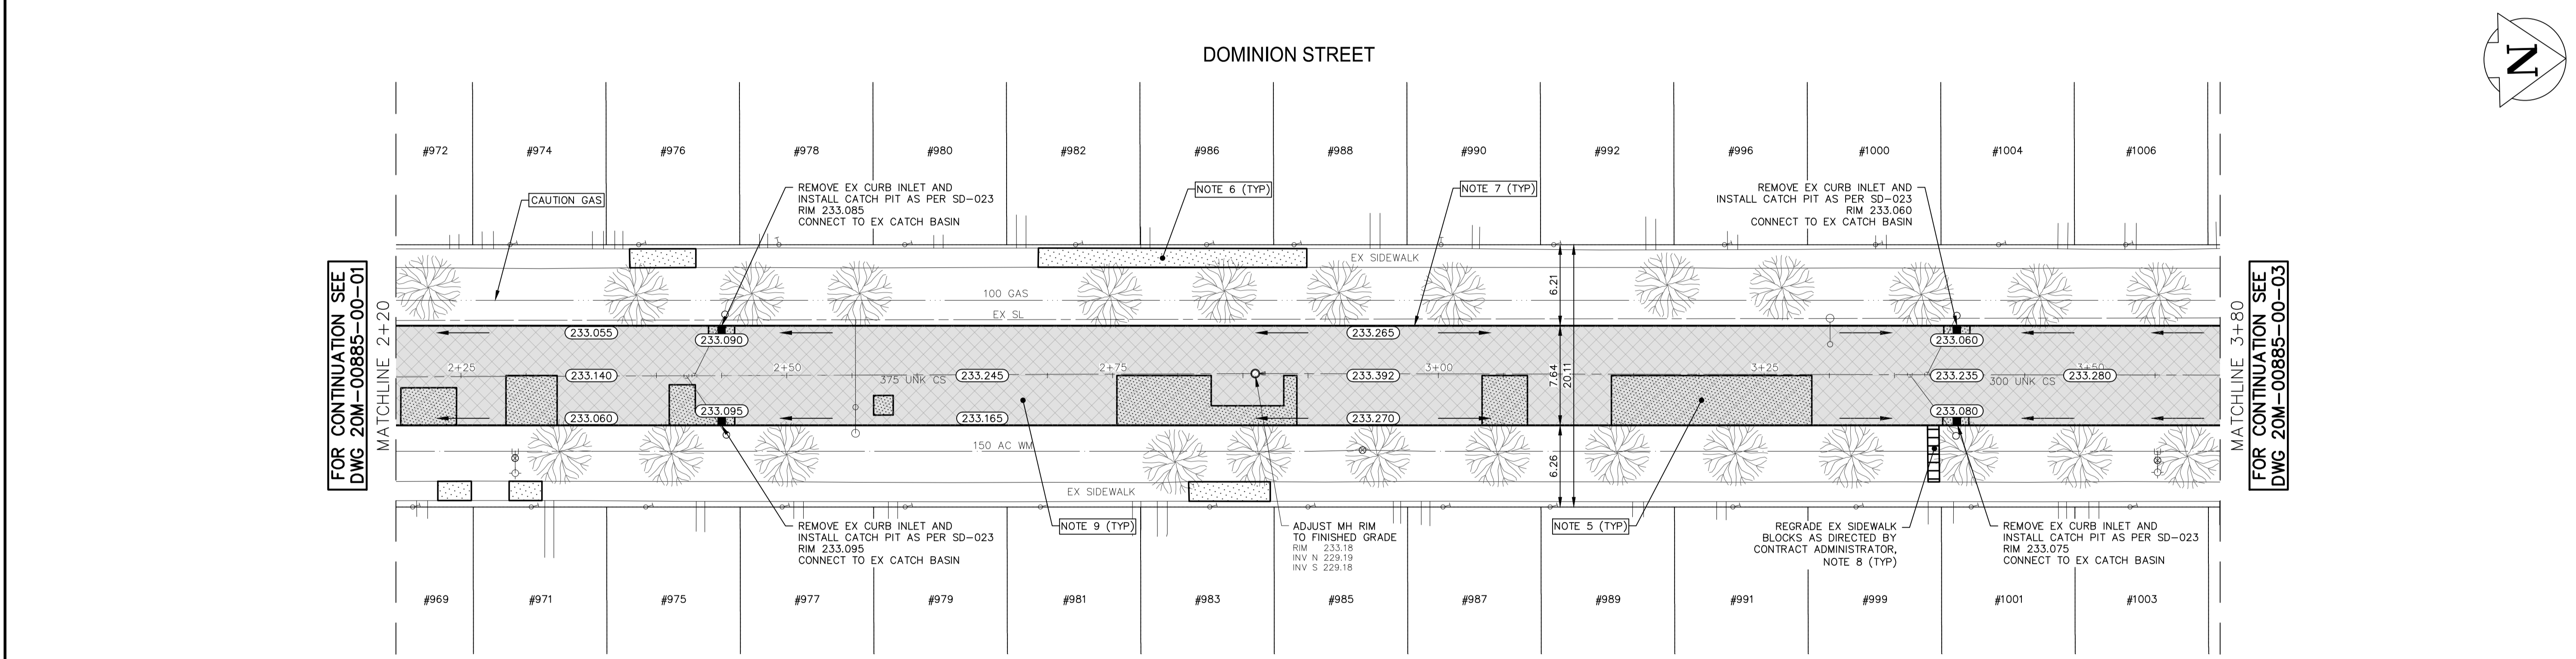 DOMINION STREET
N
#972
#974
#976
#978
#980
#982
#986
#988
#990
#992
#996
#1000
#1004
#1006
CAUTION GAS
REMOVE EX CURB INLET AND
INSTALL CATCH PIT AS PER SD-023
RIM 233.085
CONNECT TO EX CATCH BASIN
NOTE 6 (TYP)
NOTE 7 (TYP)
REMOVE EX CURB INLET AND
INSTALL CATCH PIT AS PER SD-023
RIM 233.060
CONNECT TO EX CATCH BASIN
EX SIDEWALK
100 GAS
EX SL
6.21
FOR CONTINUATION SEE
DWG 20M-00885-00-01
MATCHLINE 2+20
233.055
233.090
233.265
233.060
2+25
233.140
2+50
375 UNK CS
233.245
2+75
233.392
3+00
7.64
20.11
3+25
233.235
300 UNK CS
3+50
233.280
233.060
233.095
233.165
233.270
233.080
MATCHLINE 3+80
FOR CONTINUATION SEE
DWG 20M-00885-00-03
150 AC WM
6.26
EX SIDEWALK
REMOVE EX CURB INLET AND
INSTALL CATCH PIT AS PER SD-023
RIM 233.095
CONNECT TO EX CATCH BASIN
NOTE 9 (TYP)
ADJUST MH RIM
TO FINISHED GRADE
RIM 233.18
INV N 229.19
INV S 229.18
NOTE 5 (TYP)
REGRADE EX SIDEWALK
BLOCKS AS DIRECTED BY
CONTRACT ADMINISTRATOR,
NOTE 8 (TYP)
REMOVE EX CURB INLET AND
INSTALL CATCH PIT AS PER SD-023
RIM 233.075
CONNECT TO EX CATCH BASIN
#969
#971
#975
#977
#979
#981
#983
#985
#987
#989
#991
#999
#1001
#1003